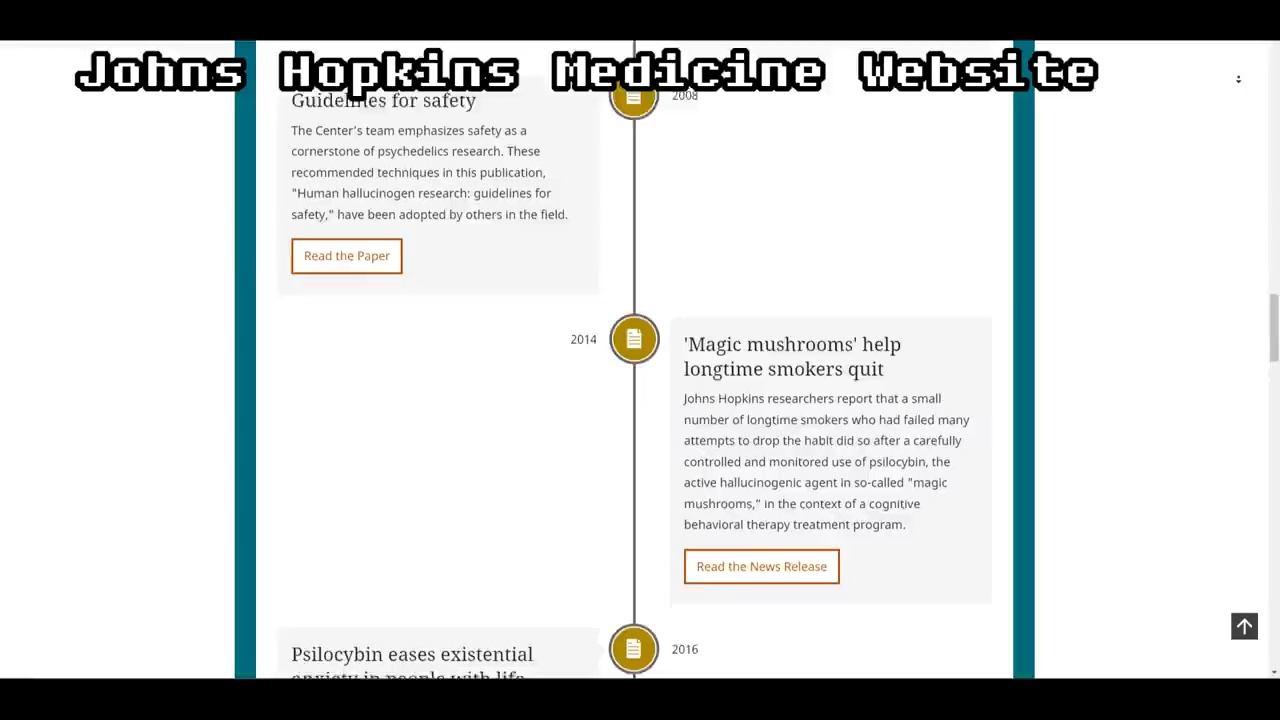 Johns Hopkins Medicine Website
Guidelines for safety
2008
The Center's team emphasizes safety as a
cornerstone of psychedelics research. These
recommended techniques in this publication,
"Human hallucinogen research: guidelines for
safety," have been adopted by others in the field.
Read the Paper
2014
'Magic mushrooms' help
longtime smokers quit
Johns Hopkins researchers report that a small
number of longtime smokers who had failed many
attempts to drop the habit did so after a carefully
controlled and monitored use of psilocybin, the
active hallucinogenic agent in so-called "magic
mushrooms," in the context of a cognitive
behavioral therapy treatment program.
Read the News Release
2016
Psilocybin eases existential
anxiety in people with life